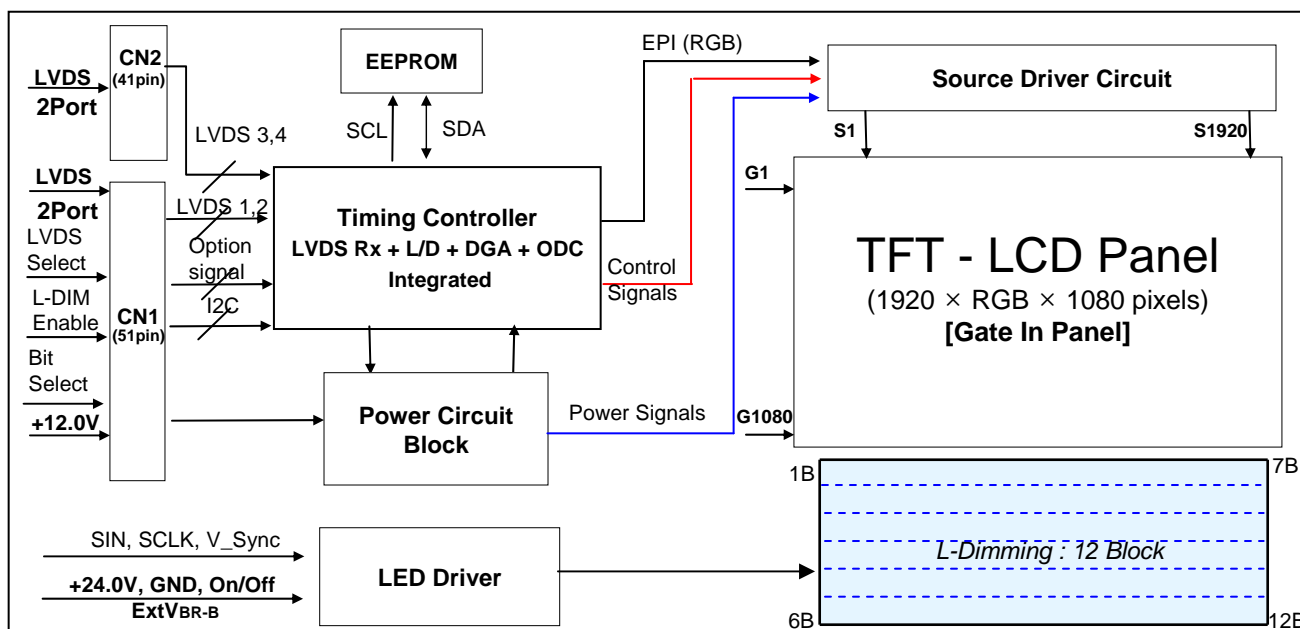 CN2
(41pin)
LVDS
2Port
LVDS 3,4
EEPROM
SCL
SDA
EPI (RGB)
Source Driver Circuit
S1
S1920
LVDS
2Port
LVDS
Select
L-DIM
Enable
Bit
Select
+12.0V
CN1
(51pin)
LVDS 1,2
Option
signal
I2C
Timing Controller
LVDS Rx + L/D + DGA + ODC
Integrated
Control
Signals
G1
TFT - LCD Panel
(1920 × RGB × 1080 pixels)
[Gate In Panel]
G1080
Power Circuit
Block
Power Signals
1B
7B
L-Dimming : 12 Block
6B
12B
SIN, SCLK, V_Sync
+24.0V, GND, On/Off
ExtVBR-B
LED Driver